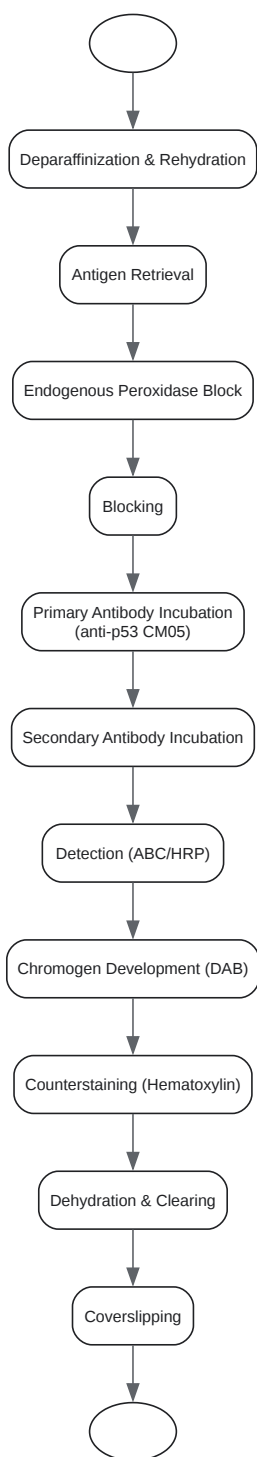 Deparaffinization & Rehydration
Antigen Retrieval
Endogenous Peroxidase Block
Blocking
Primary Antibody Incubation
(anti-p53 CM05)
Secondary Antibody Incubation
Detection (ABC/HRP)
Chromogen Development (DAB)
Counterstaining (Hematoxylin)
Dehydration & Clearing
Coverslipping